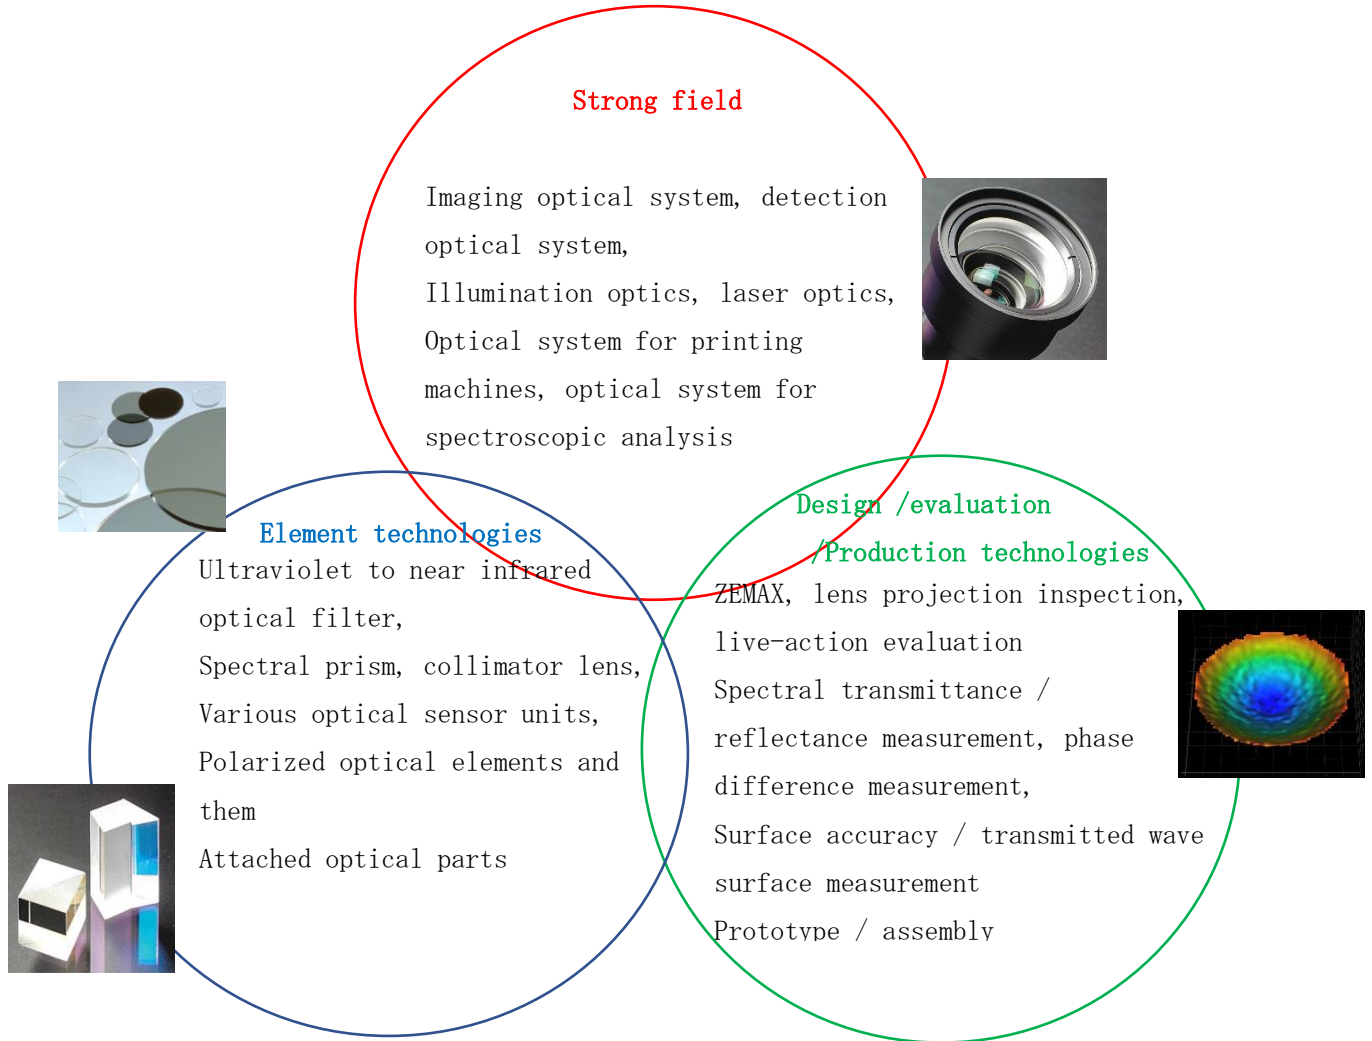 Strong field
Imaging optical system, detection
optical system,
Illumination optics, laser optics,
Optical system for printing
machines, optical system for
spectroscopic analysis
Element technologies
Ultraviolet to near infrared
optical filter,
Spectral prism, collimator lens,
Various optical sensor units,
Polarized optical elements and
them
Attached optical parts
Design /evaluation
/Production technologies
ZEMAX, lens projection inspection,
live-action evaluation
Spectral transmittance /
reflectance measurement, phase
difference measurement,
Surface accuracy / transmitted wave
surface measurement
Prototype / assembly